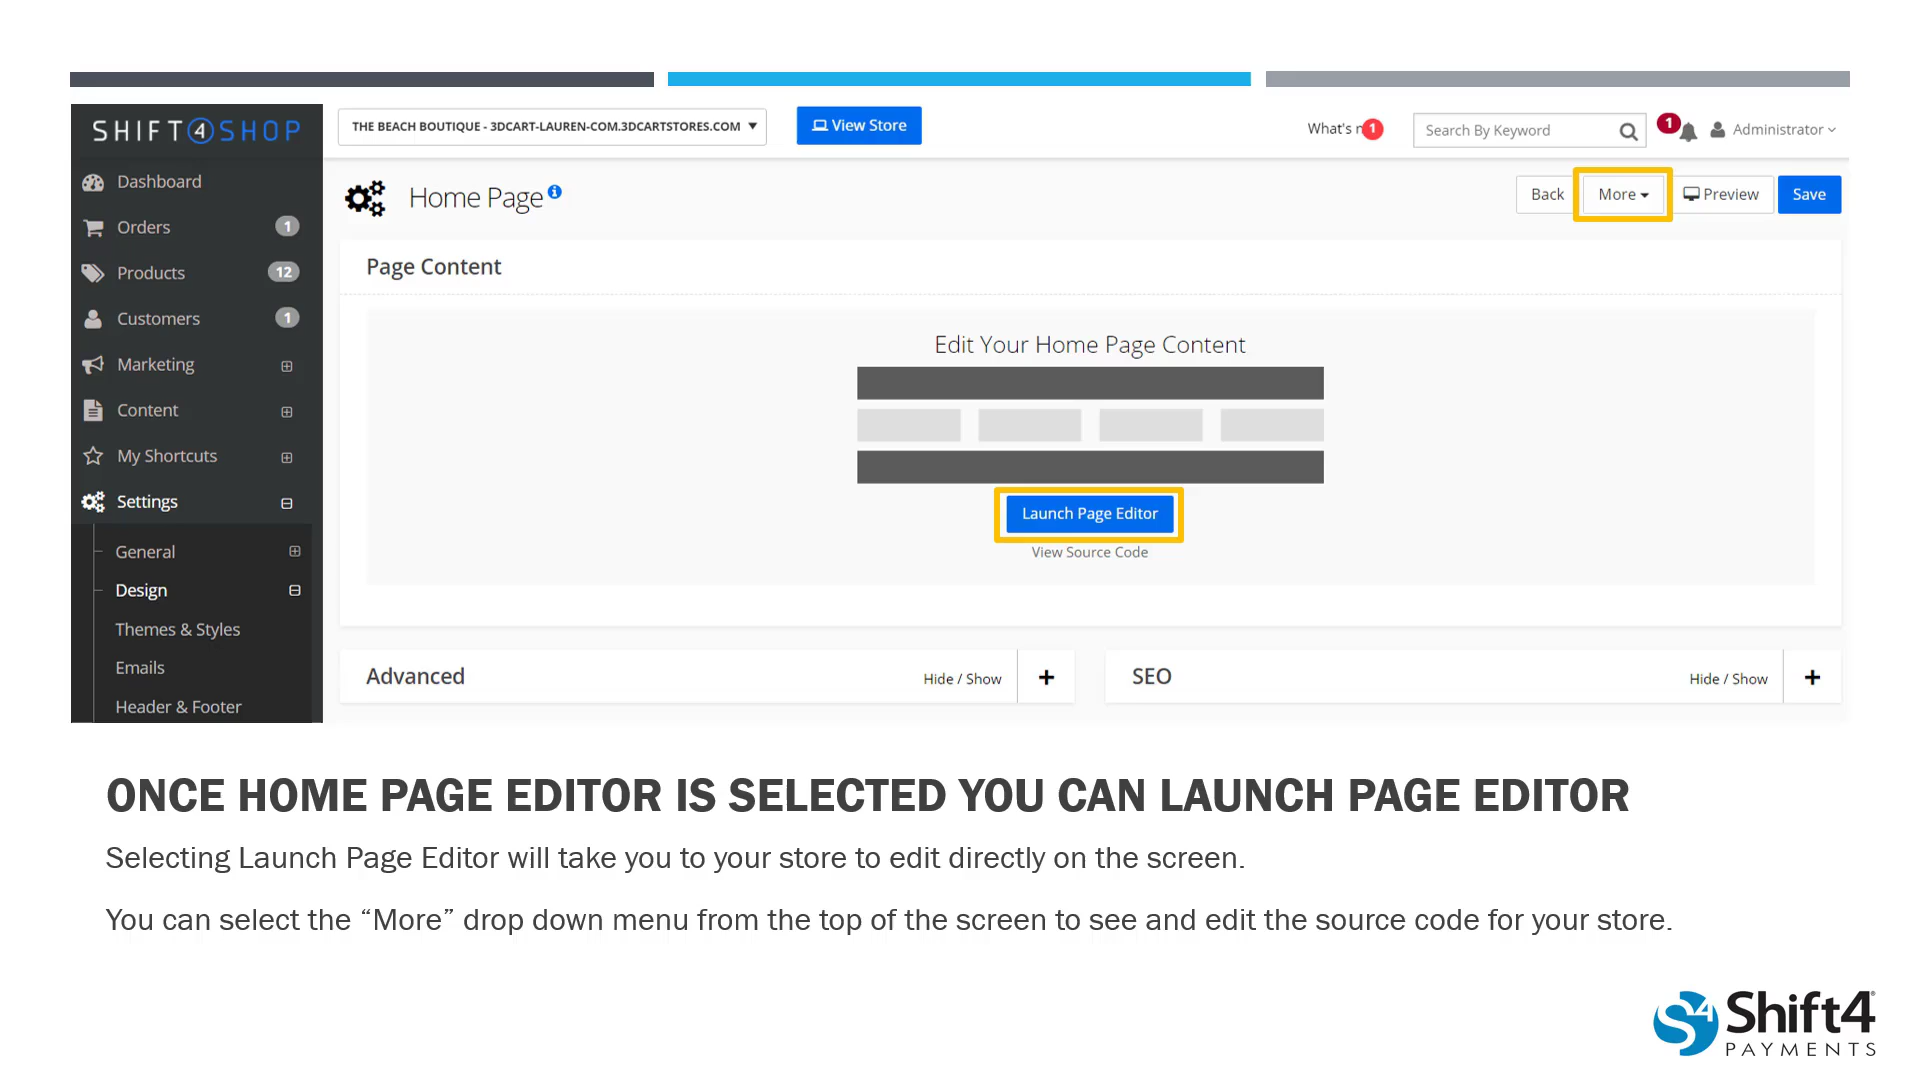 SHIFT4SHOP
THE BEACH BOUTIQUE - 3DCART-LAUREN-COM.3DCARTSTORES.COM
View Store
What's
1
Search By Keyword
1
Administrator
Dashboard
Orders 1
Products 12
Customers 1
Marketing
Content
My Shortcuts
Settings
General
Design
Themes & Styles
Emails
Header & Footer
Home Page
Back
More
Preview
Save
Page Content
Edit Your Home Page Content
Launch Page Editor
View Source Code
Advanced
Hide / Show
SEO
Hide / Show
ONCE HOME PAGE EDITOR IS SELECTED YOU CAN LAUNCH PAGE EDITOR
Selecting Launch Page Editor will take you to your store to edit directly on the screen.
You can select the “More” drop down menu from the top of the screen to see and edit the source code for your store.
Shift4
PAYMENTS